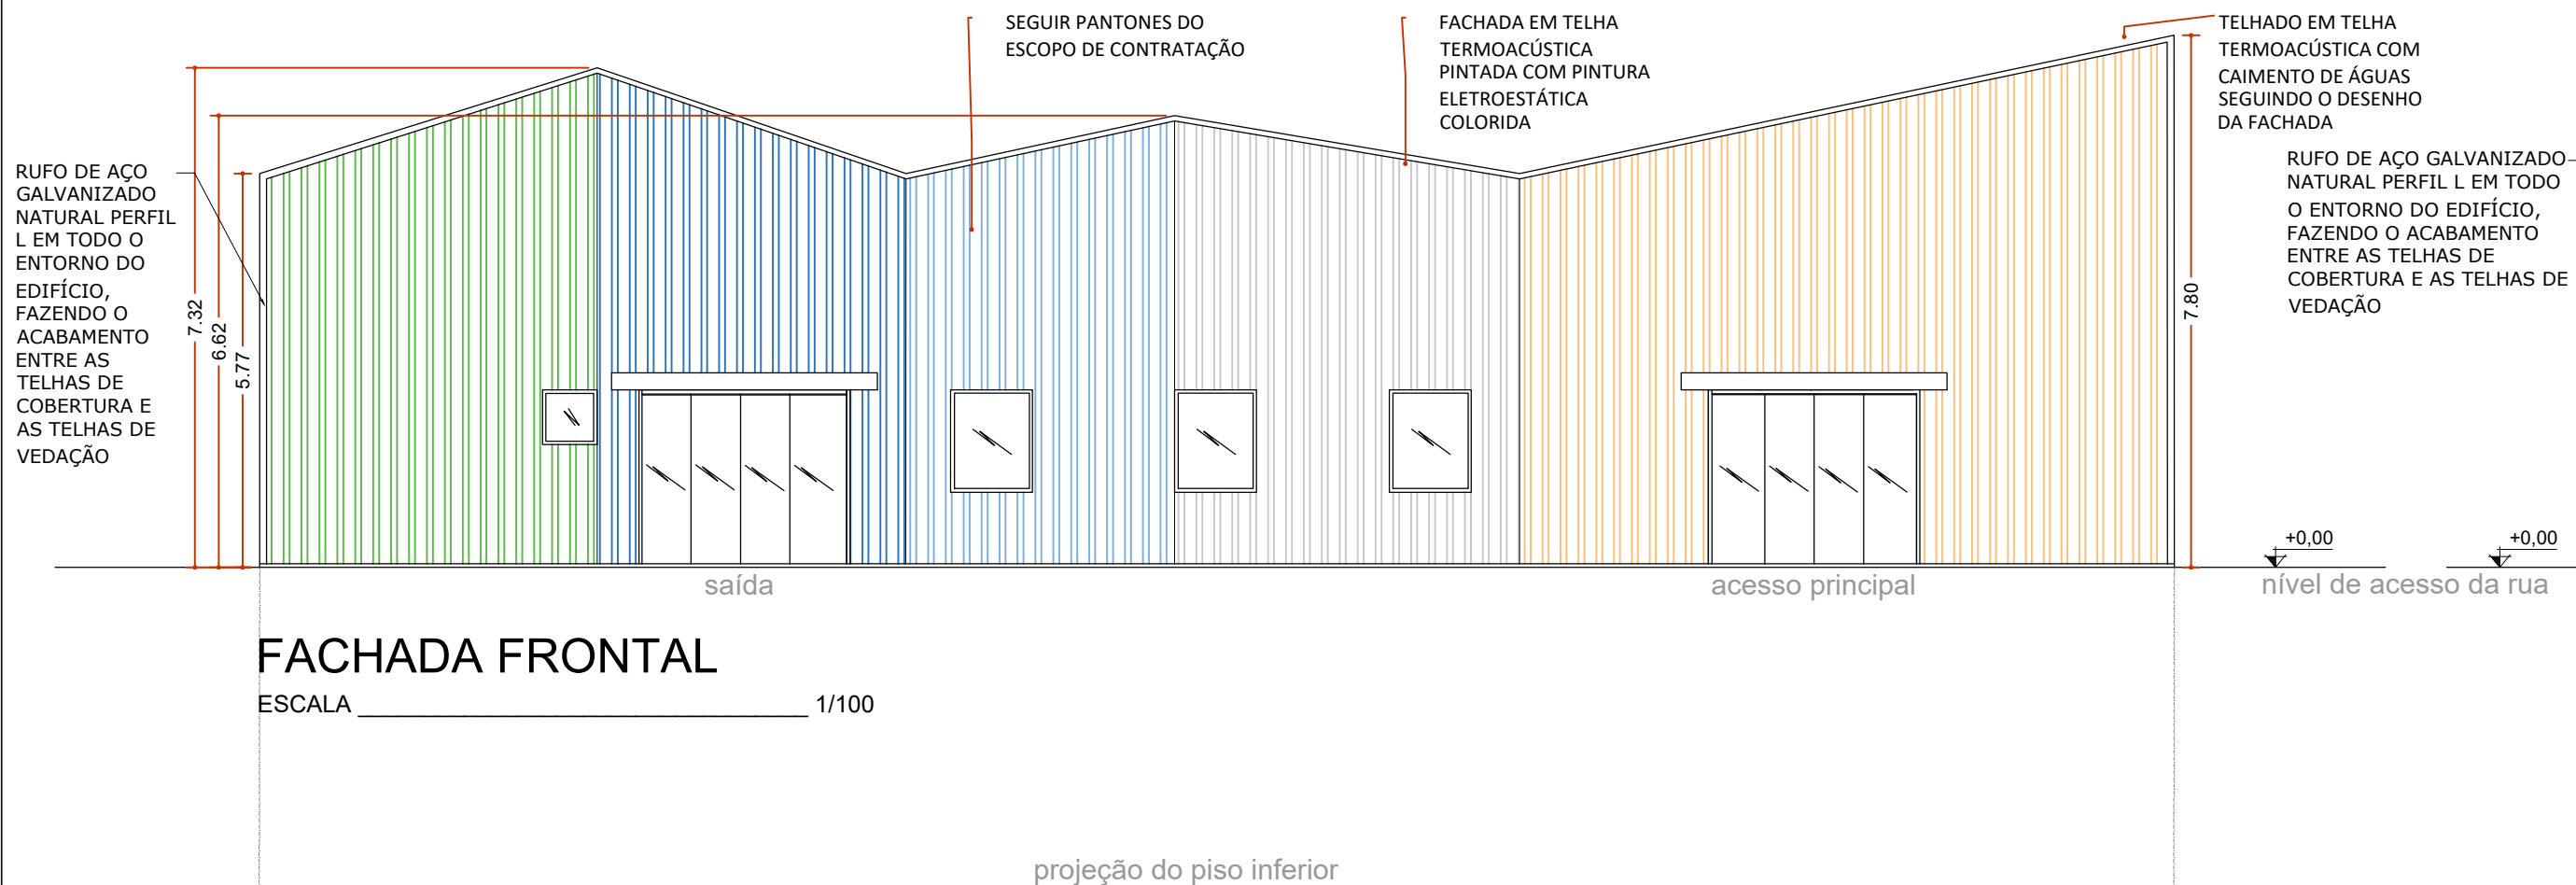 SEGUIR PANTONES DO
ESCOPO DE CONTRATAÇÃO
FACHADA EM TELHA
TERMOACÚSTICA
PINTADA COM PINTURA
ELETROESTÁTICA
COLORIDA
TELHADO EM TELHA
TERMOACÚSTICA COM
CAIMENTO DE ÁGUAS
SEGUINDO O DESENHO
DA FACHADA
RUFO DE AÇO
GALVANIZADO
NATURAL PERFIL
L EM TODO O
ENTORNO DO
EDIFÍCIO,
FAZENDO O
ACABAMENTO
ENTRE AS
TELHAS DE
COBERTURA E
AS TELHAS DE
VEDAÇÃO
RUFO DE AÇO GALVANIZADO
NATURAL PERFIL L EM TODO
O ENTORNO DO EDIFÍCIO,
FAZENDO O ACABAMENTO
ENTRE AS TELHAS DE
COBERTURA E AS TELHAS DE
VEDAÇÃO
7.32
6.62
5.77
7.80
+0,00
+0,00
saída
acesso principal
nível de acesso da rua
FACHADA FRONTAL
ESCALA __________________________________ 1/100
projeção do piso inferior